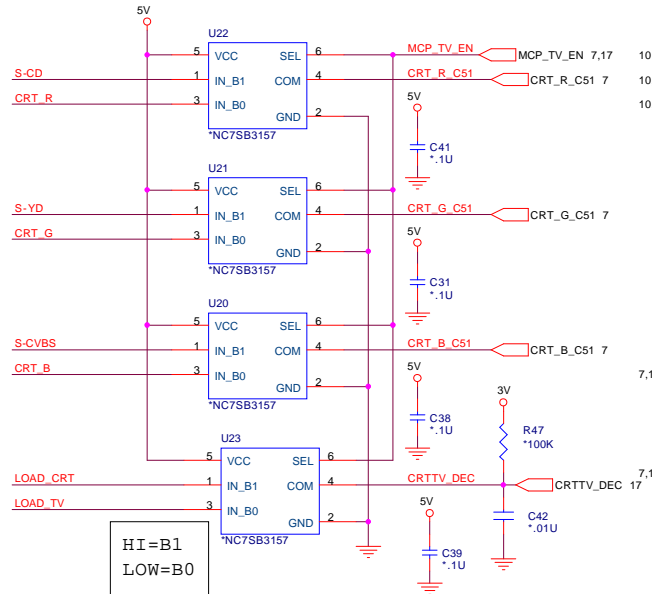 5V
U22
5 VCC SEL 6 MCP_TV_EN MCP_TV_EN 7,17 10
S-CD 1 IN_B1 COM 4 CRT_R_C51 CRT_R_C51 7 10
CRT_R 3 IN_B0 5V 10
GND 2
*NC7SB3157
C41
*.1U
U21
5 VCC SEL 6
S-YD 1 IN_B1 COM 4 CRT_G_C51 CRT_G_C51 7
CRT_G 3 IN_B0 5V
GND 2
*NC7SB3157
C31
*.1U
U20
5 VCC SEL 6
S-CVBS 1 IN_B1 COM 4 CRT_B_C51 CRT_B_C51 7
CRT_B 3 IN_B0 5V 7,1
GND 2 3V
*NC7SB3157
C38
*.1U
R47
*100K
U23
5 VCC SEL 6
LOAD_CRT 1 IN_B1 COM 4 CRTTV_DEC CRTTV_DEC 17 7,1
LOAD_TV 3 IN_B0 5V
GND 2
*NC7SB3157
C42
*.01U
C39
*.1U
HI=B1
LOW=B0